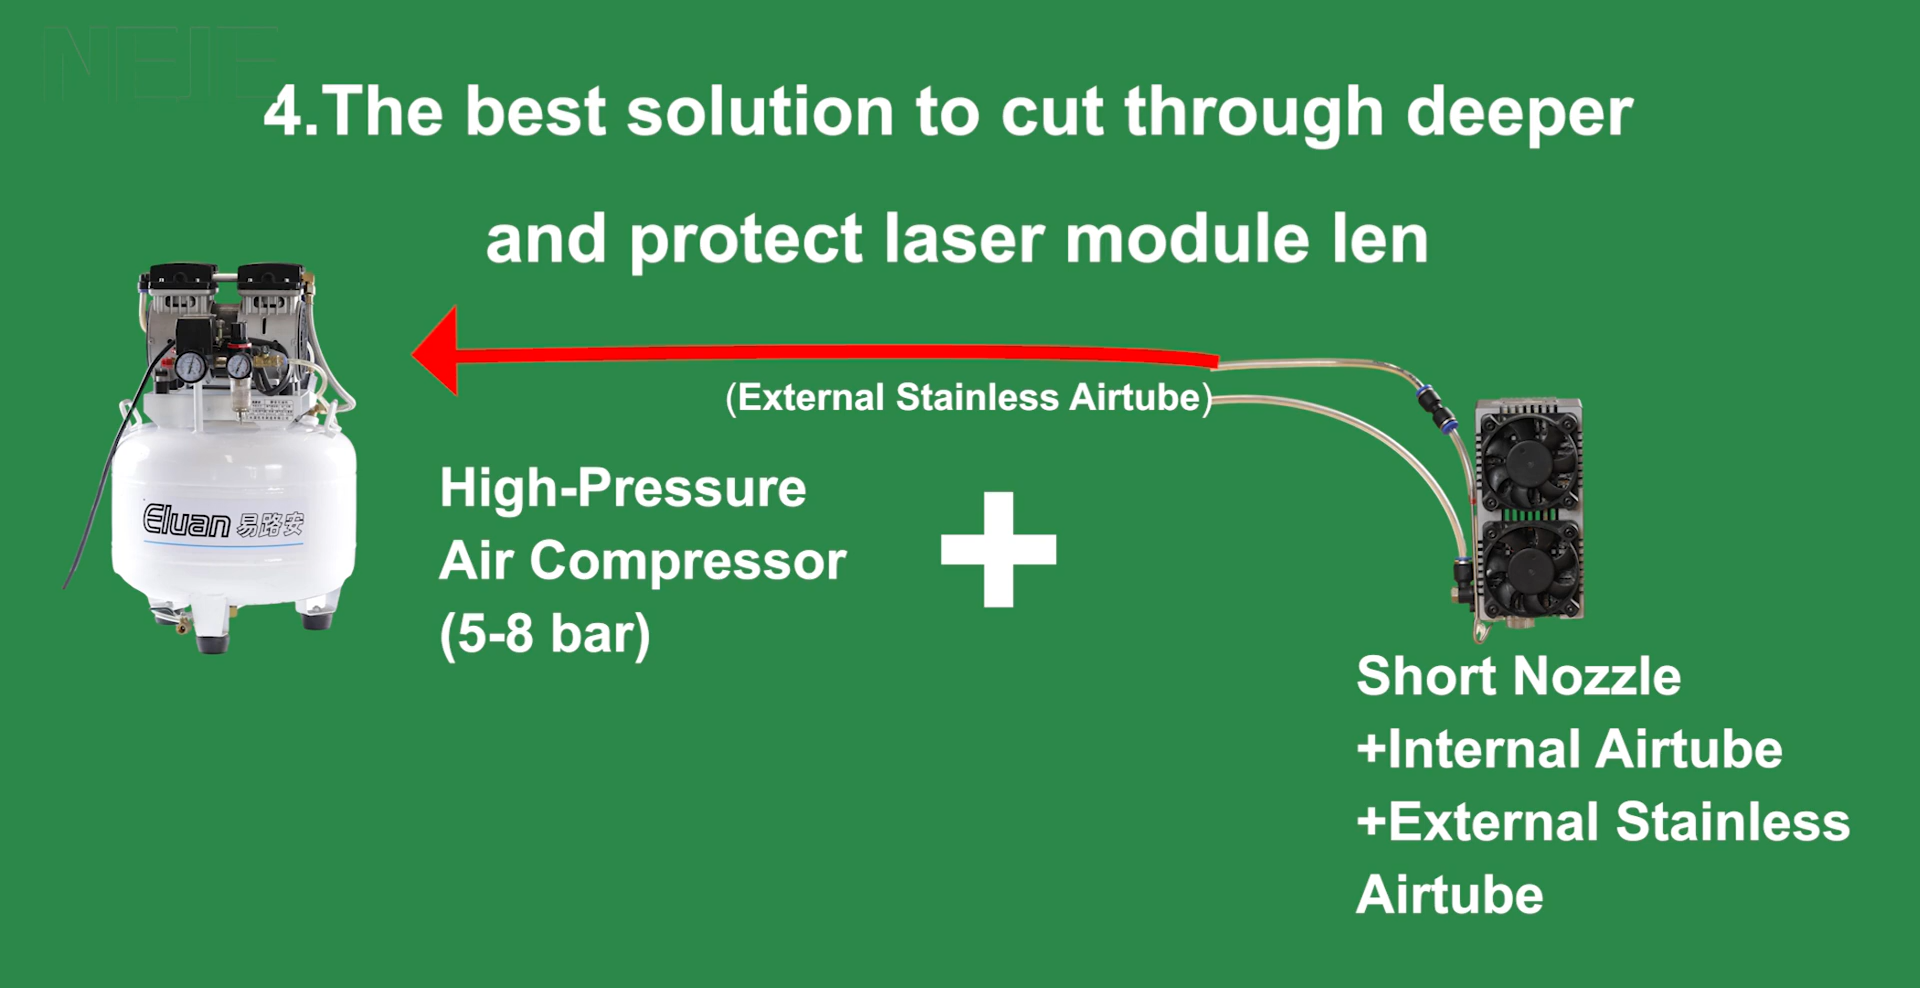 NEJE
4.The best solution to cut through deeper
and protect laser module len
(External Stainless Airtube)
High-Pressure
Air Compressor
(5-8 bar)
Eluan 易路安
Short Nozzle
+Internal Airtube
+External Stainless
Airtube